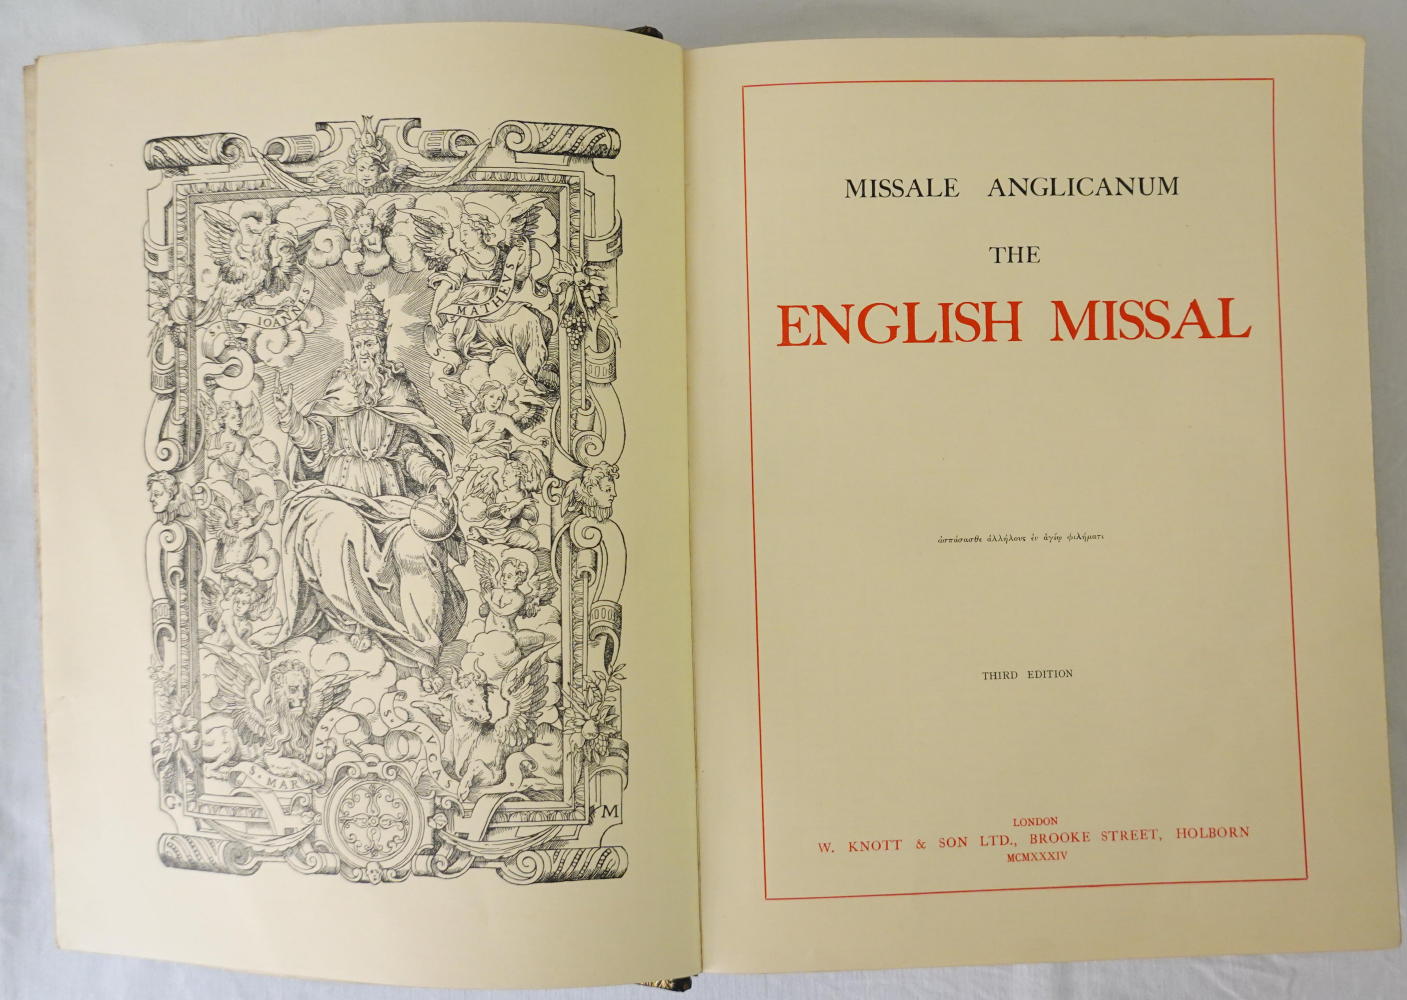 IOANNES
MATHEVS
S. LVCAS
S. MAR
G
M
MISSALE ANGLICANUM
THE
ENGLISH MISSAL
ἀσπάσασθε ἀλλήλους ἐν ἁγίῳ φιλήματι
THIRD EDITION
LONDON
W. KNOTT & SON LTD., BROOKE STREET, HOLBORN
MCMXXXIV